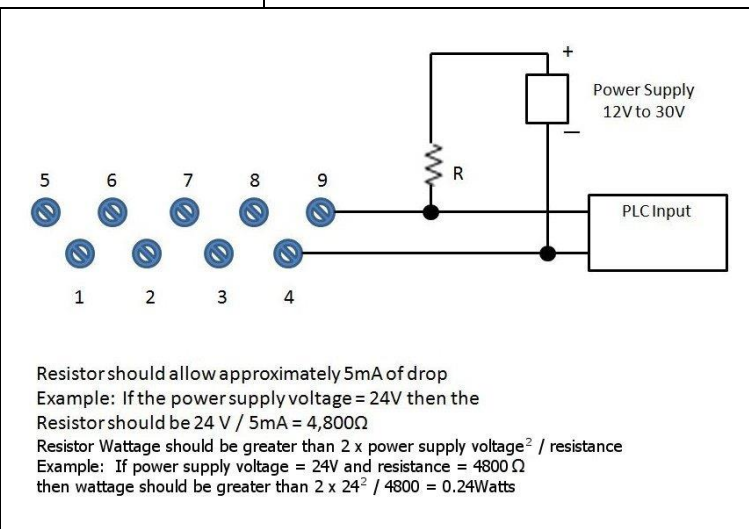 +
Power Supply
12V to 30V
—
R
5 6 7 8 9
PLC Input
1 2 3 4
Resistor should allow approximately 5mA of drop
Example: If the power supply voltage = 24V then the
Resistor should be 24 V / 5mA = 4,800Ω
Resistor Wattage should be greater than 2 x power supply voltage² / resistance
Example: If power supply voltage = 24V and resistance = 4800 Ω
then wattage should be greater than 2 x 24² / 4800 = 0.24Watts